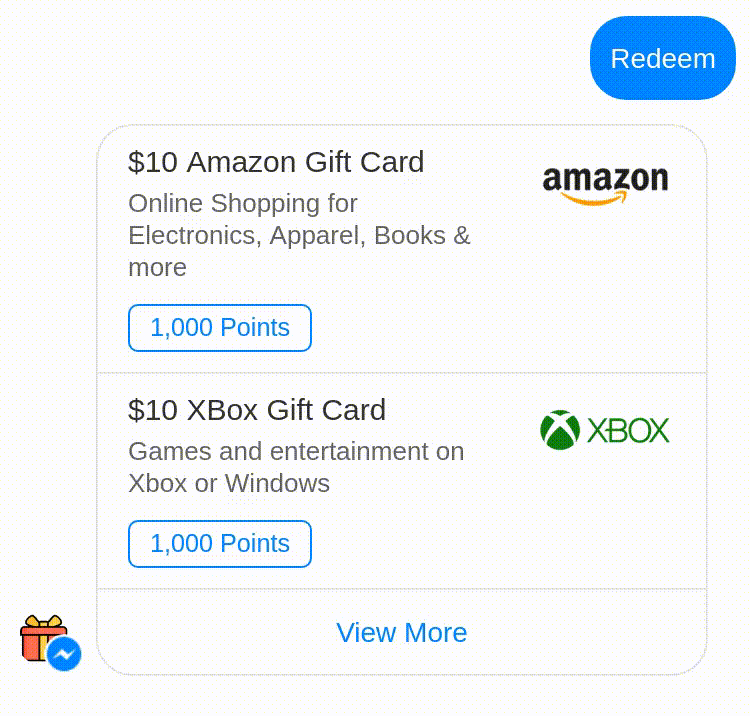 Redeem
$10 Amazon Gift Card
amazon
Online Shopping for
Electronics, Apparel, Books &
more
1,000 Points
$10 XBox Gift Card
XBOX
Games and entertainment on
Xbox or Windows
1,000 Points
View More